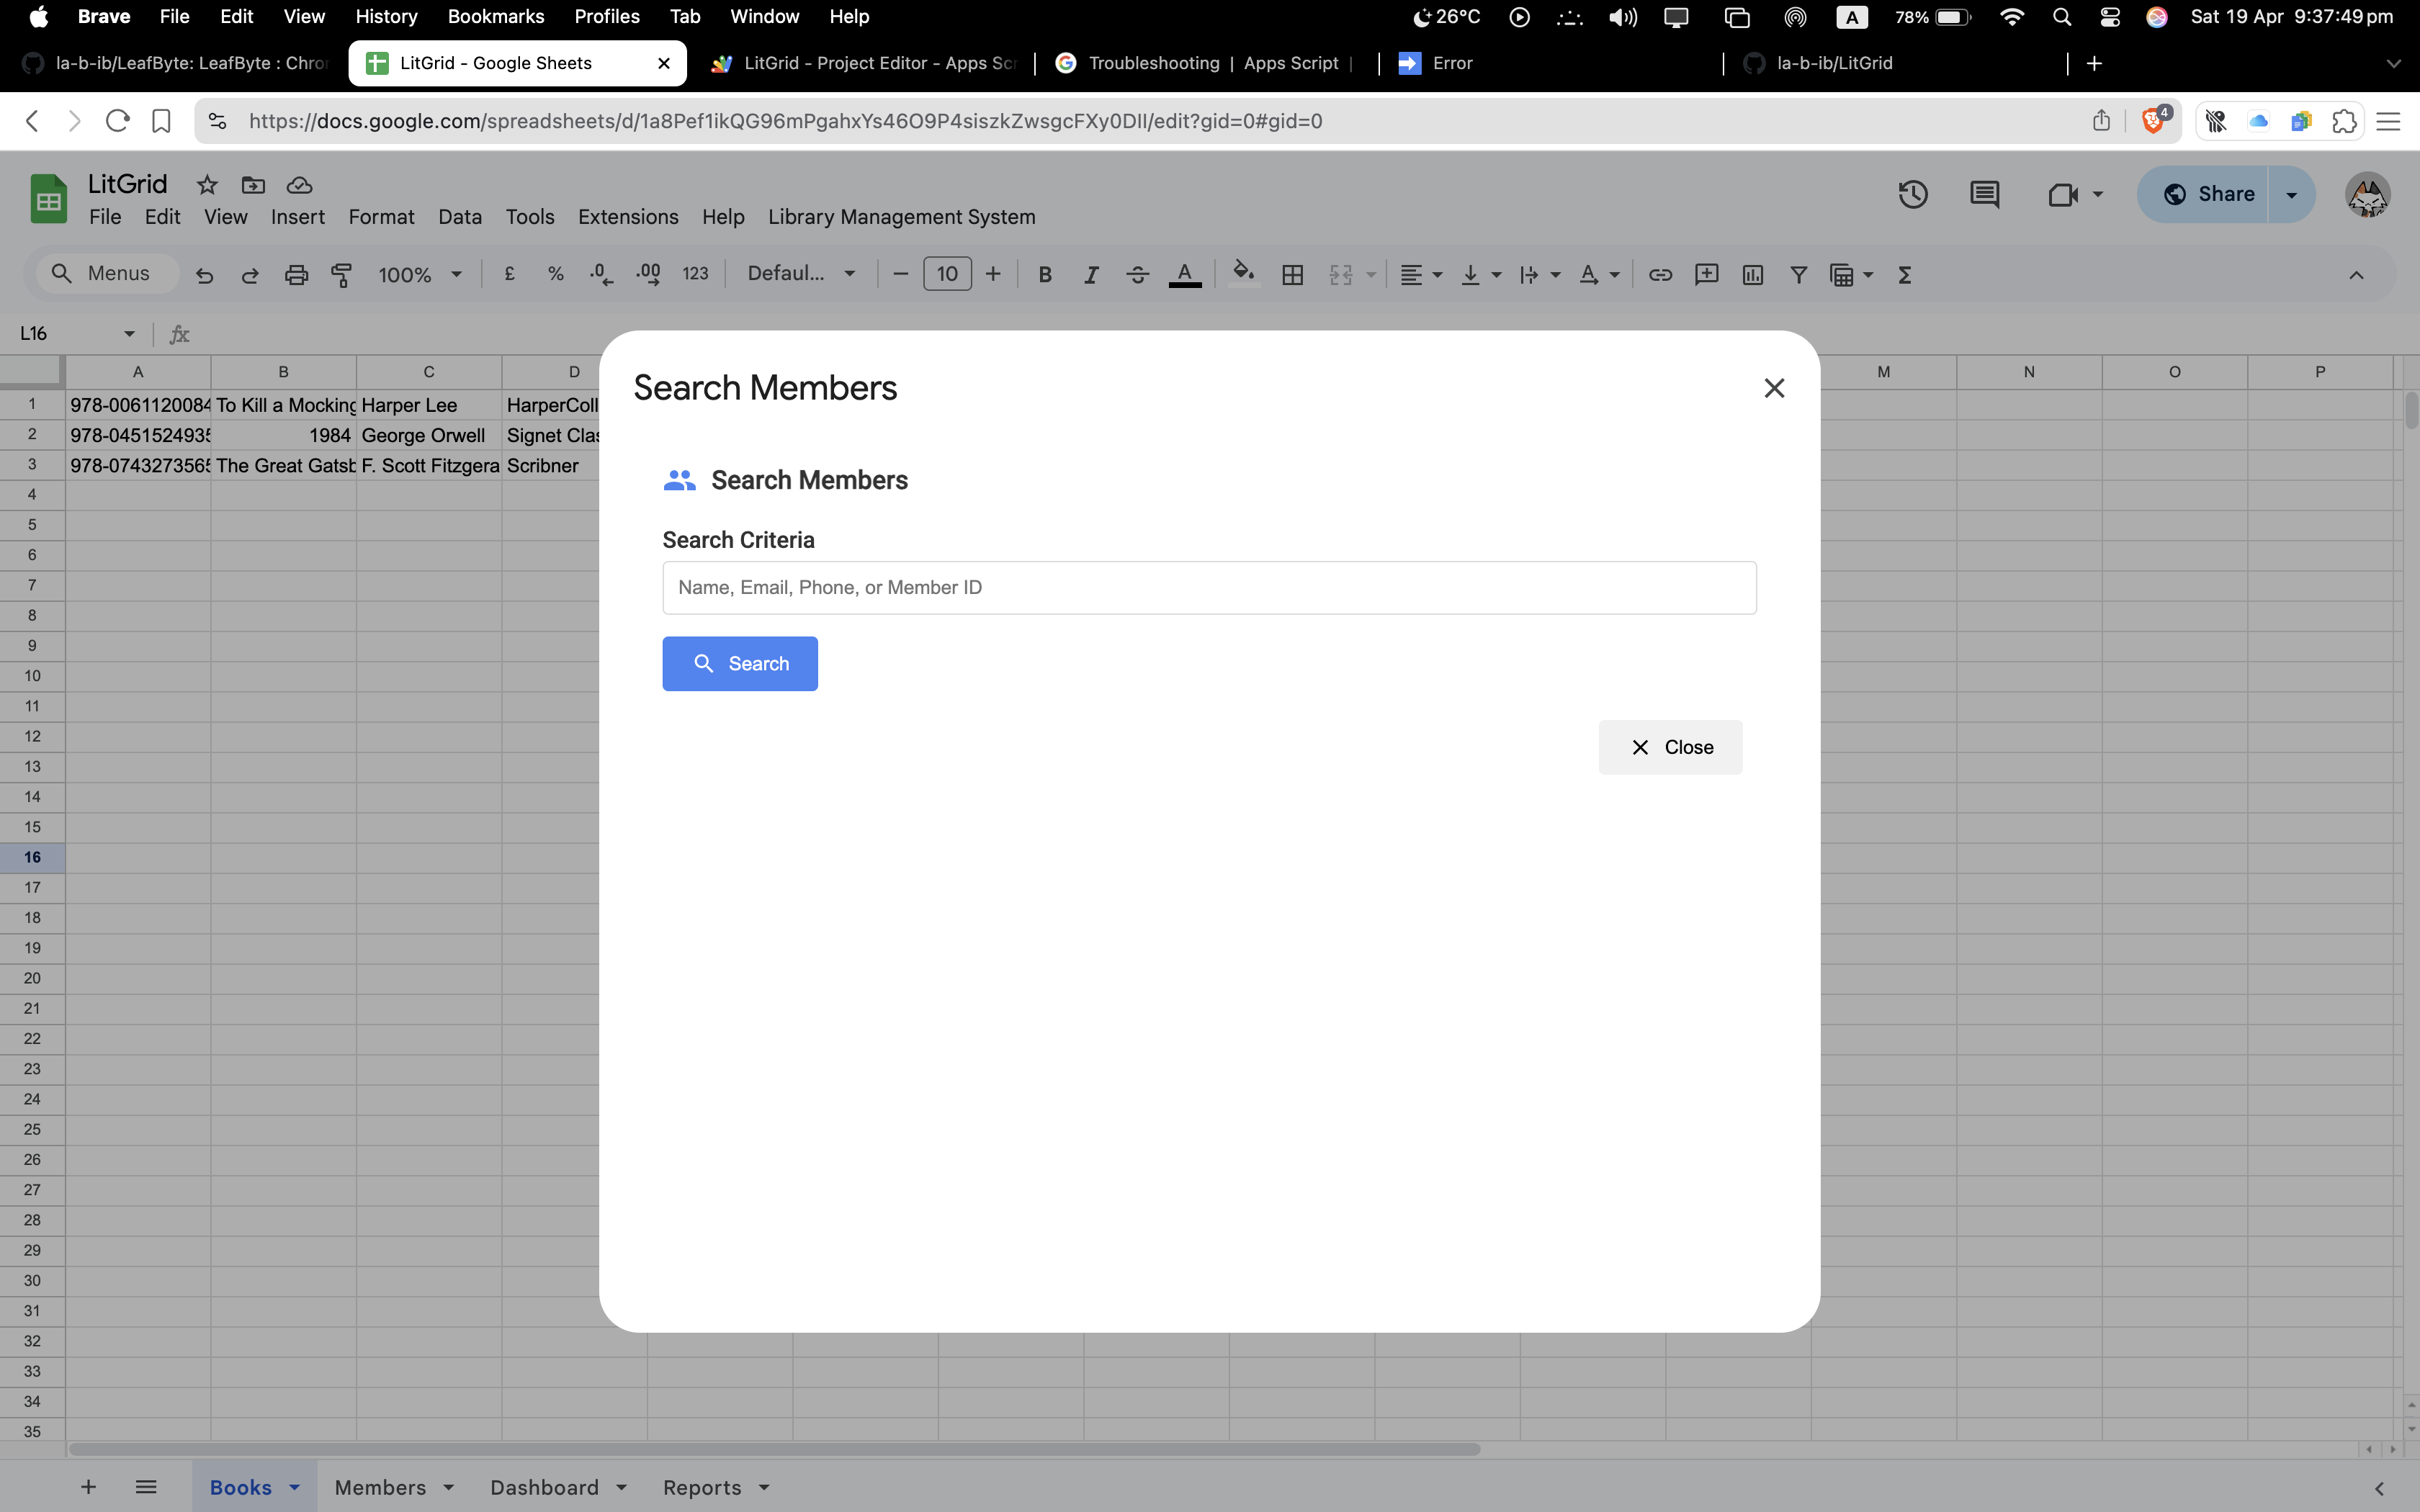 Brave File Edit View History Bookmarks Profiles Tab Window Help 26°C A 78% Sat 19 Apr 9:37:49 pm
la-b-ib/LeafByte: LeafByte : Chro LitGrid - Google Sheets LitGrid - Project Editor - Apps Scr Troubleshooting | Apps Script | Error la-b-ib/LitGrid
https://docs.google.com/spreadsheets/d/1a8Pef1ikQG96mPgahxYs46O9P4siszkZwsgcFXy0DlI/edit?gid=0#gid=0 4
LitGrid
File Edit View Insert Format Data Tools Extensions Help Library Management System
Share
Menus 100% £ % .0 .00 123 Defaul... 10 B I A Σ
L16 fx
A B C D M N O P
1 978-0061120084 To Kill a Mocking Harper Lee HarperColl
2 978-0451524935 1984 George Orwell Signet Clas
3 978-0743273565 The Great Gatsb F. Scott Fitzgera Scribner
4
5
6
7
8
9
10
11
12
13
14
15
16
17
18
19
20
21
22
23
24
25
26
27
28
29
30
31
32
33
34
35
Search Members
Search Members
Search Criteria
Name, Email, Phone, or Member ID
Search
Close
Books Members Dashboard Reports